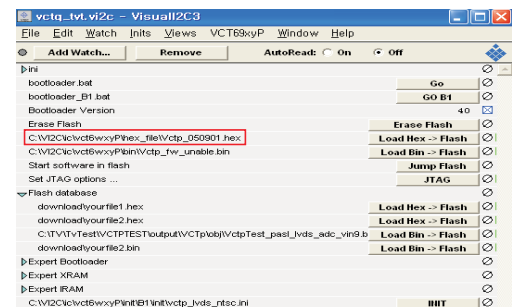 vctq_tvt.vi2c - VisualI2C3
File Edit Watch Inits Views VCT69xyP Window Help
Add Watch... Remove AutoRead: On Off
ini
bootloader.bat Go
bootloader_B1.bat GO B1
Bootloader Version 40
Erase Flash Erase Flash
C:\VI2C\ic\vct6wxyP\hex_file\Vctp_050901.hex Load Hex -> Flash
C:\VI2C\ic\vct6wxyP\bin\Vctp_fw_unable.bin Load Bin -> Flash
Start software in flash Jump Flash
Set JTAG options ... JTAG
Flash database
download\yourfile1.hex Load Hex -> Flash
download\yourfile2.hex Load Hex -> Flash
C:\TV\TvTest\VCTPTEST\output\VCTp\obj\VctpTest_pasl_lvds_adc_vin9.b Load Bin -> Flash
download\yourfile2.bin Load Bin -> Flash
Expert Bootloader
Expert XRAM
Expert IRAM
C:\VI2C\ic\vct6wxyP\init\B1\init\vctp_lvds_ntsc.ini INIT